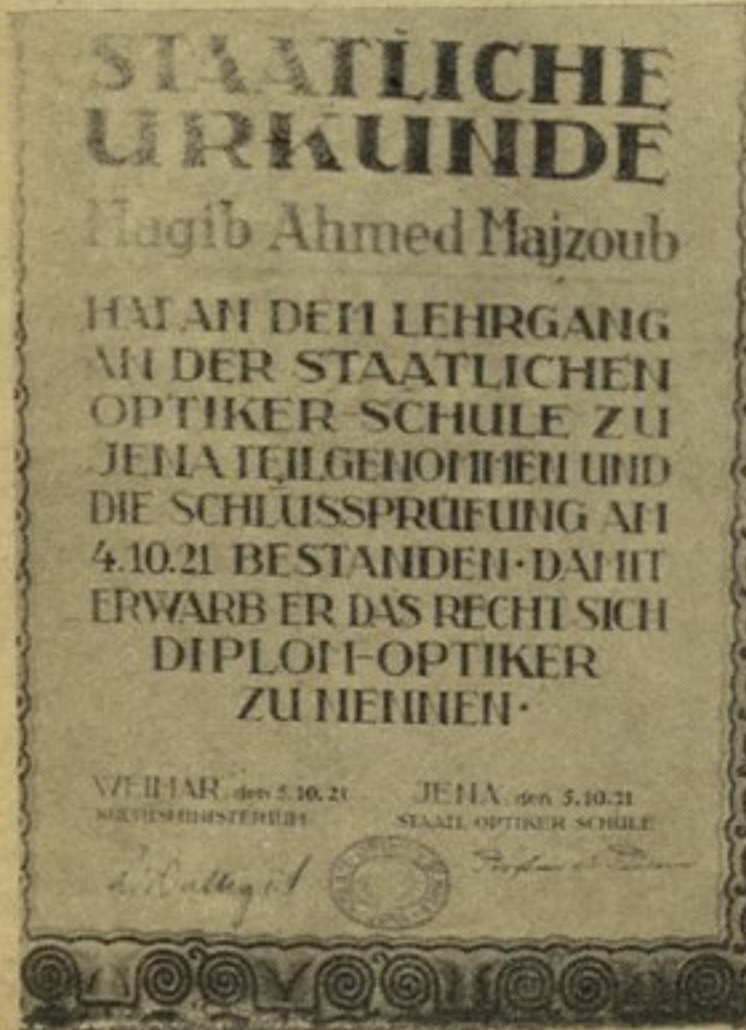 STAATLICHE
URKUNDE
Nagib Ahmed Majzoub
HAT AN DEM LEHRGANG
AN DER STAATLICHEN
OPTIKER-SCHULE ZU
JENA TEILGENOMMEN UND
DIE SCHLUSSPRÜFUNG AM
4.10.21 BESTANDEN · DAMIT
ERWARB ER DAS RECHT SICH
DIPLOM-OPTIKER
ZU NENNEN ·
WEIMAR, den 5.10.21
JENA, den 5.10.21
KULTUSMINISTERIUM
STAATL OPTIKER SCHULE